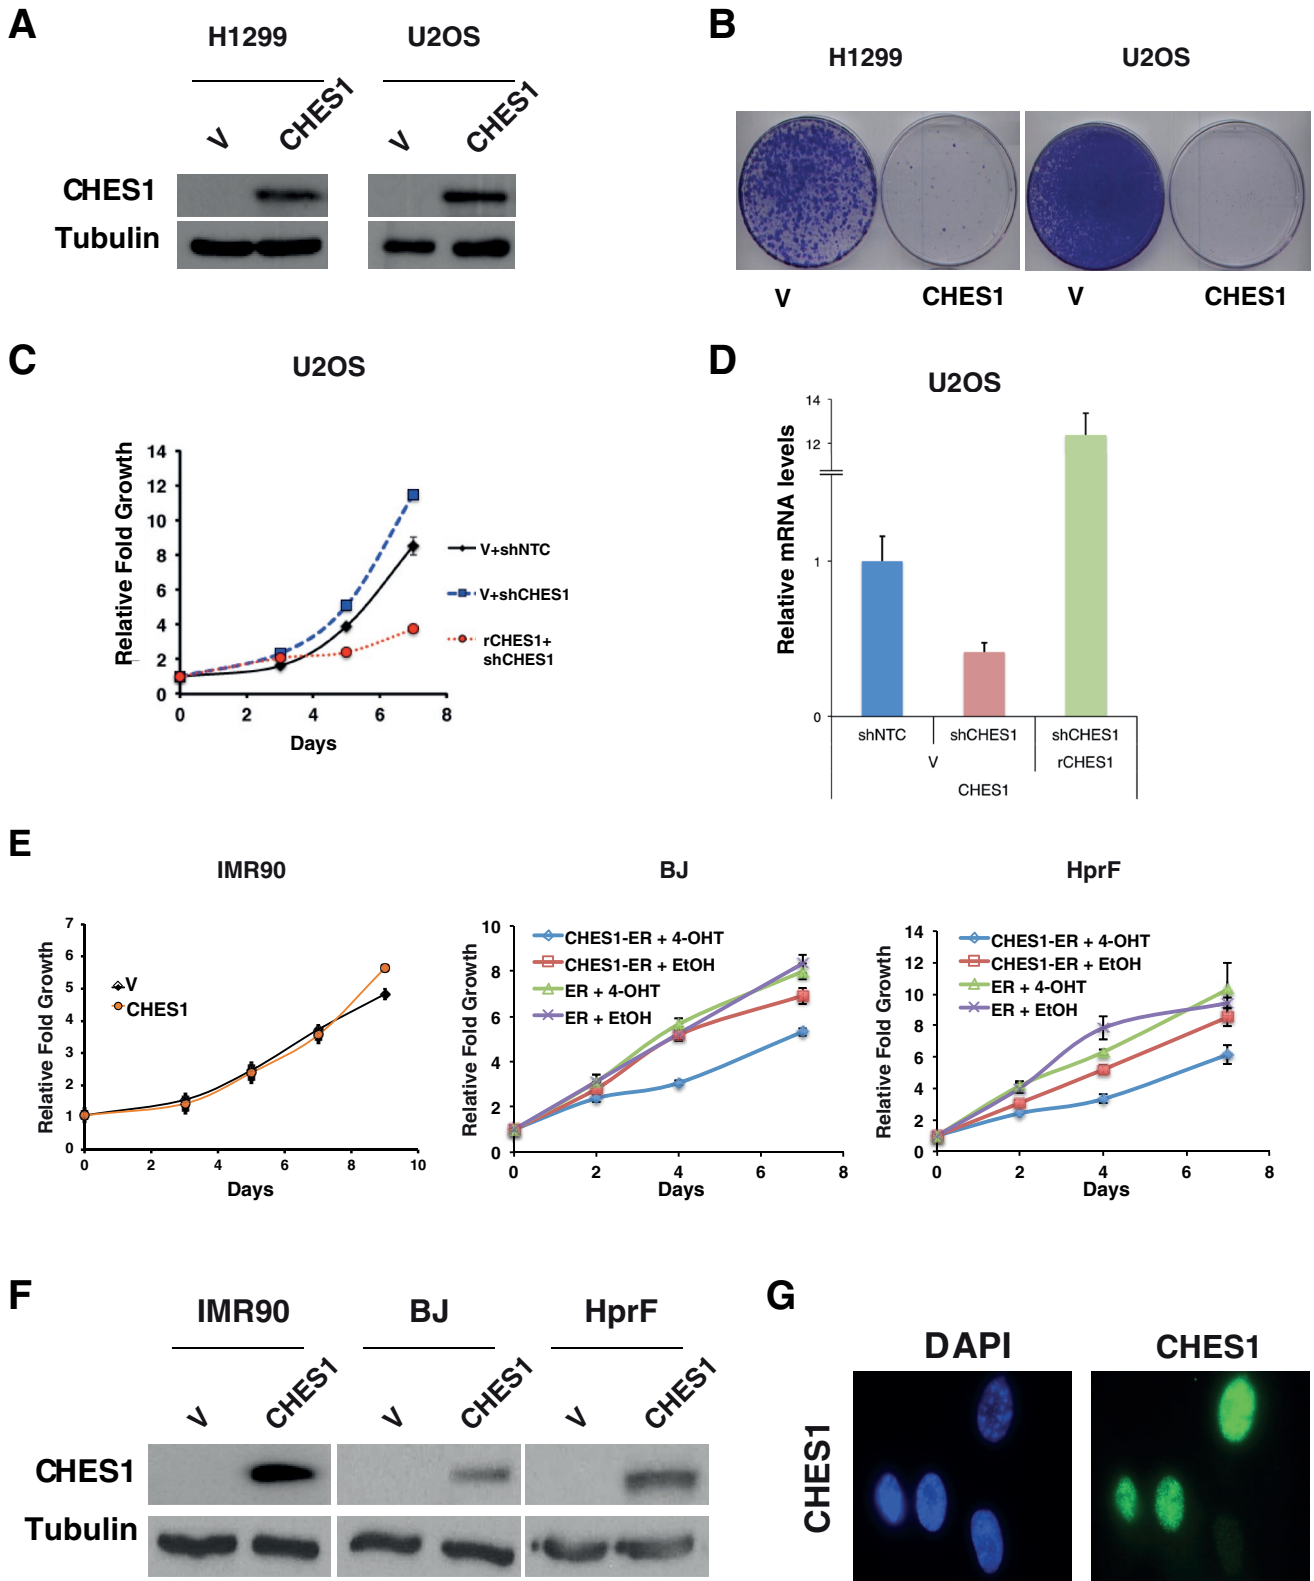 A
H1299
U2OS
V
CHES1
V
CHES1
CHES1
Tubulin
B
H1299
U2OS
V
CHES1
V
CHES1
C
U2OS
Relative Fold Growth
14
12
10
8
6
4
2
0
0
2
4
6
8
Days
V+shNTC
V+shCHES1
rCHES1+
shCHES1
D
U2OS
Relative mRNA levels
14
12
1
0
shNTC
shCHES1
shCHES1
V
rCHES1
CHES1
E
IMR90
Relative Fold Growth
7
6
5
4
3
2
1
0
0
2
4
6
8
10
Days
V
CHES1
BJ
Relative Fold Growth
10
8
6
4
2
0
0
2
4
6
8
Days
CHES1-ER + 4-OHT
CHES1-ER + EtOH
ER + 4-OHT
ER + EtOH
HprF
Relative Fold Growth
14
12
10
8
6
4
2
0
0
2
4
6
8
Days
CHES1-ER + 4-OHT
CHES1-ER + EtOH
ER + 4-OHT
ER + EtOH
F
IMR90
BJ
HprF
V
CHES1
V
CHES1
V
CHES1
CHES1
Tubulin
G
DAPI
CHES1
CHES1